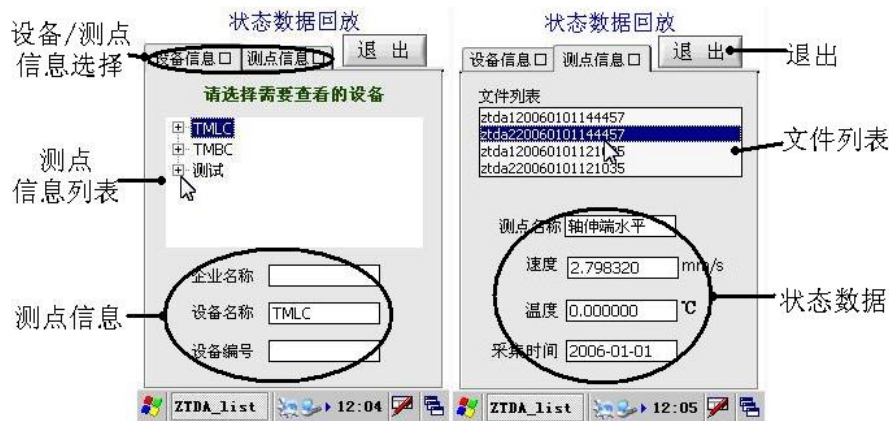 状态数据回放
设备/测点
信息选择
设备信息
测点信息
退 出
请选择需要查看的设备
TMLC
TMBC
测试
测点
信息列表
企业名称
设备名称 TMLC
设备编号
测点信息
ZTDA_list 12:04
状态数据回放
设备信息
测点信息
退 出
退出
文件列表
ztda120060101144457
ztda220060101144457
ztda120060101121035
ztda220060101121035
文件列表
测点名称 轴伸端水平
速度 2.798320 mm/s
温度 0.000000 ℃
采集时间 2006-01-01
状态数据
ZTDA_list 12:05